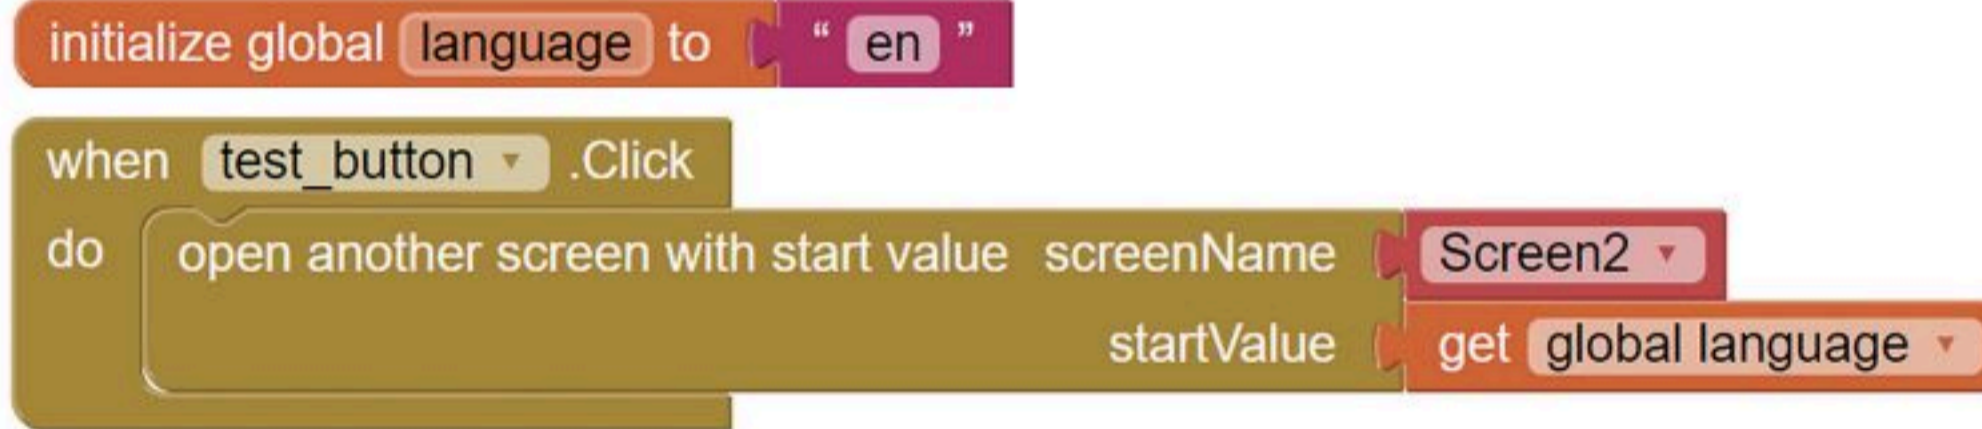 initialize global language to “ en ”
when test_button .Click
do open another screen with start value screenName Screen2
startValue get global language